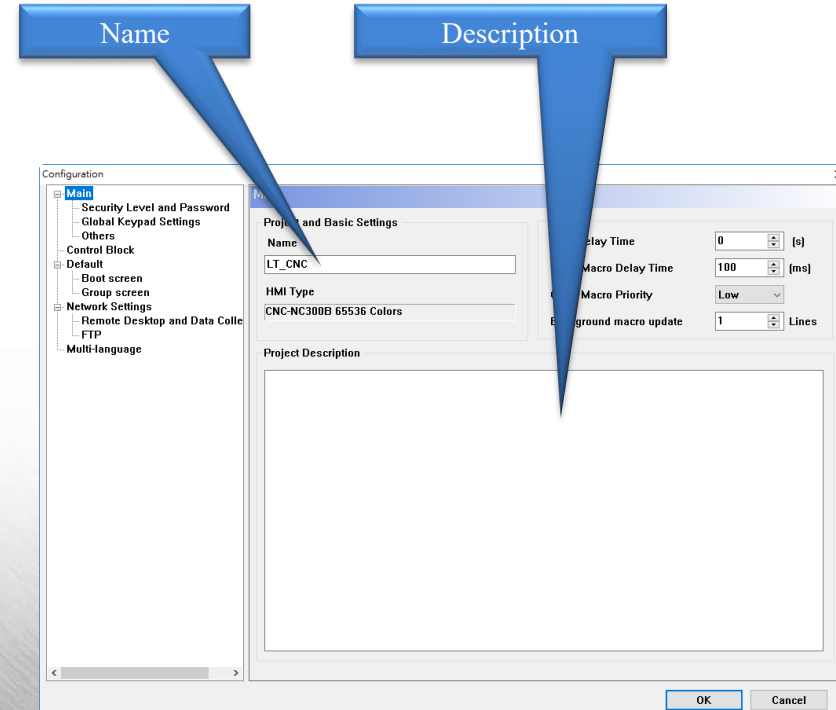 Name
Description
Configuration
Main
Security Level and Password
Global Keypad Settings
Others
Control Block
Default
Boot screen
Group screen
Network Settings
Remote Desktop and Data Colle
FTP
Multi-language
Project and Basic Settings
Name
LT_CNC
HMI Type
CNC-NC300B 65536 Colors
Delay Time 0 (s)
Macro Delay Time 100 (ms)
Macro Priority Low
ground macro update 1 Lines
Project Description
OK Cancel